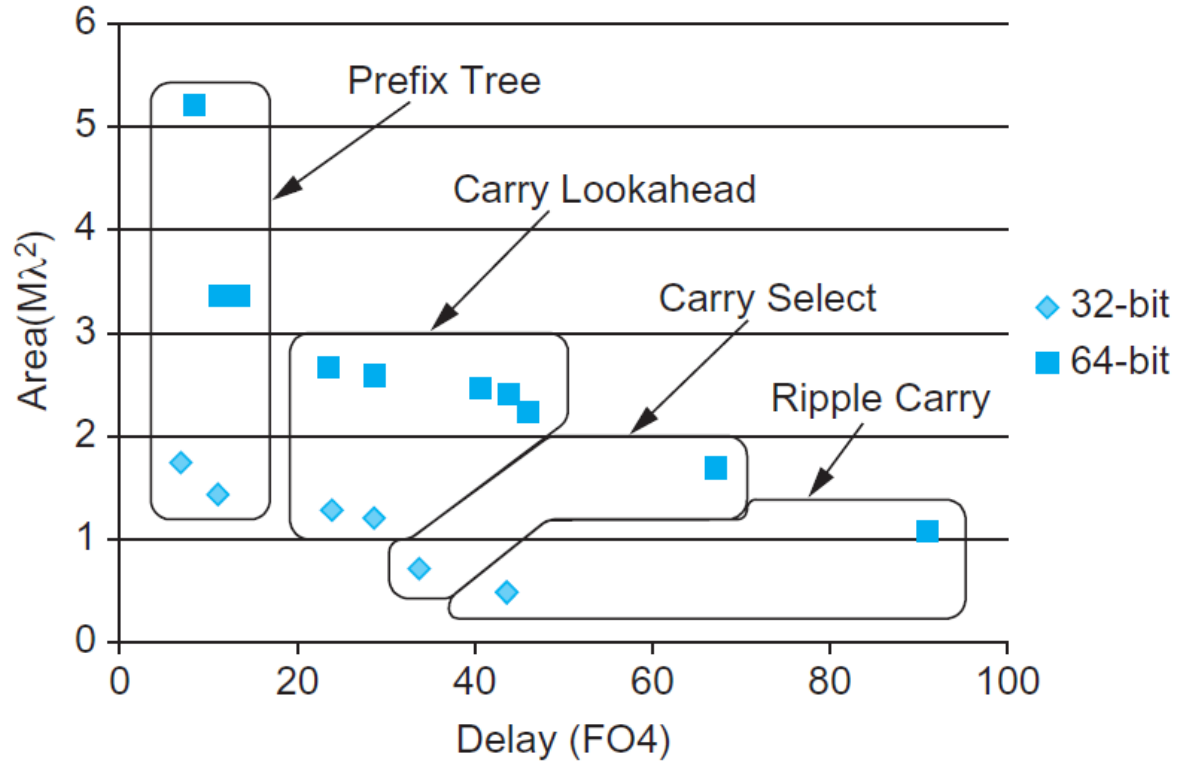 6
5
4
3
2
1
0
Area(Mλ²)
Prefix Tree
Carry Lookahead
Carry Select
Ripple Carry
32-bit
64-bit
0 20 40 60 80 100
Delay (FO4)